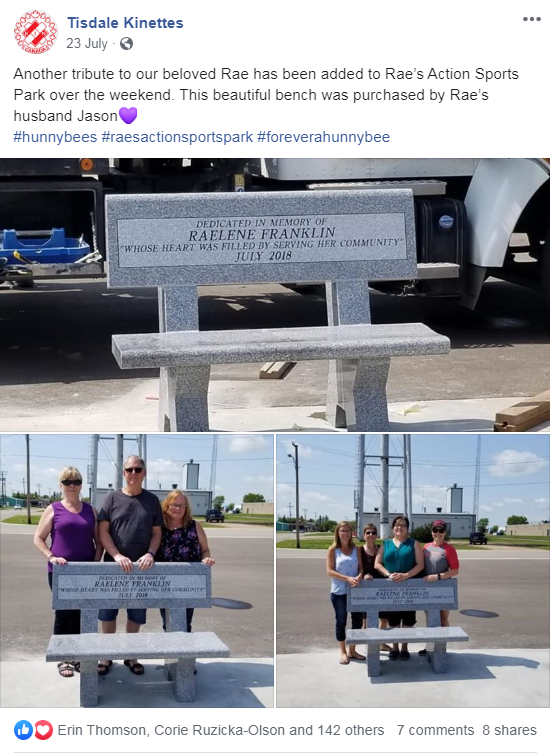 Tisdale Kinettes
23 July
Another tribute to our beloved Rae has been added to Rae's Action Sports
Park over the weekend. This beautiful bench was purchased by Rae's
husband Jason
#hunnybees #raesactionsportspark #foreverahunnybee
DEDICATED IN MEMORY OF
RAELENE FRANKLIN
"WHOSE HEART WAS FILLED BY SERVING HER COMMUNITY"
JULY 2018
DEDICATED IN MEMORY OF
RAELENE FRANKLIN
"WHOSE HEART WAS FILLED BY SERVING HER COMMUNITY"
JULY 2018
RAELENE FRANKLIN
Erin Thomson, Corie Ruzicka-Olson and 142 others 7 comments 8 shares